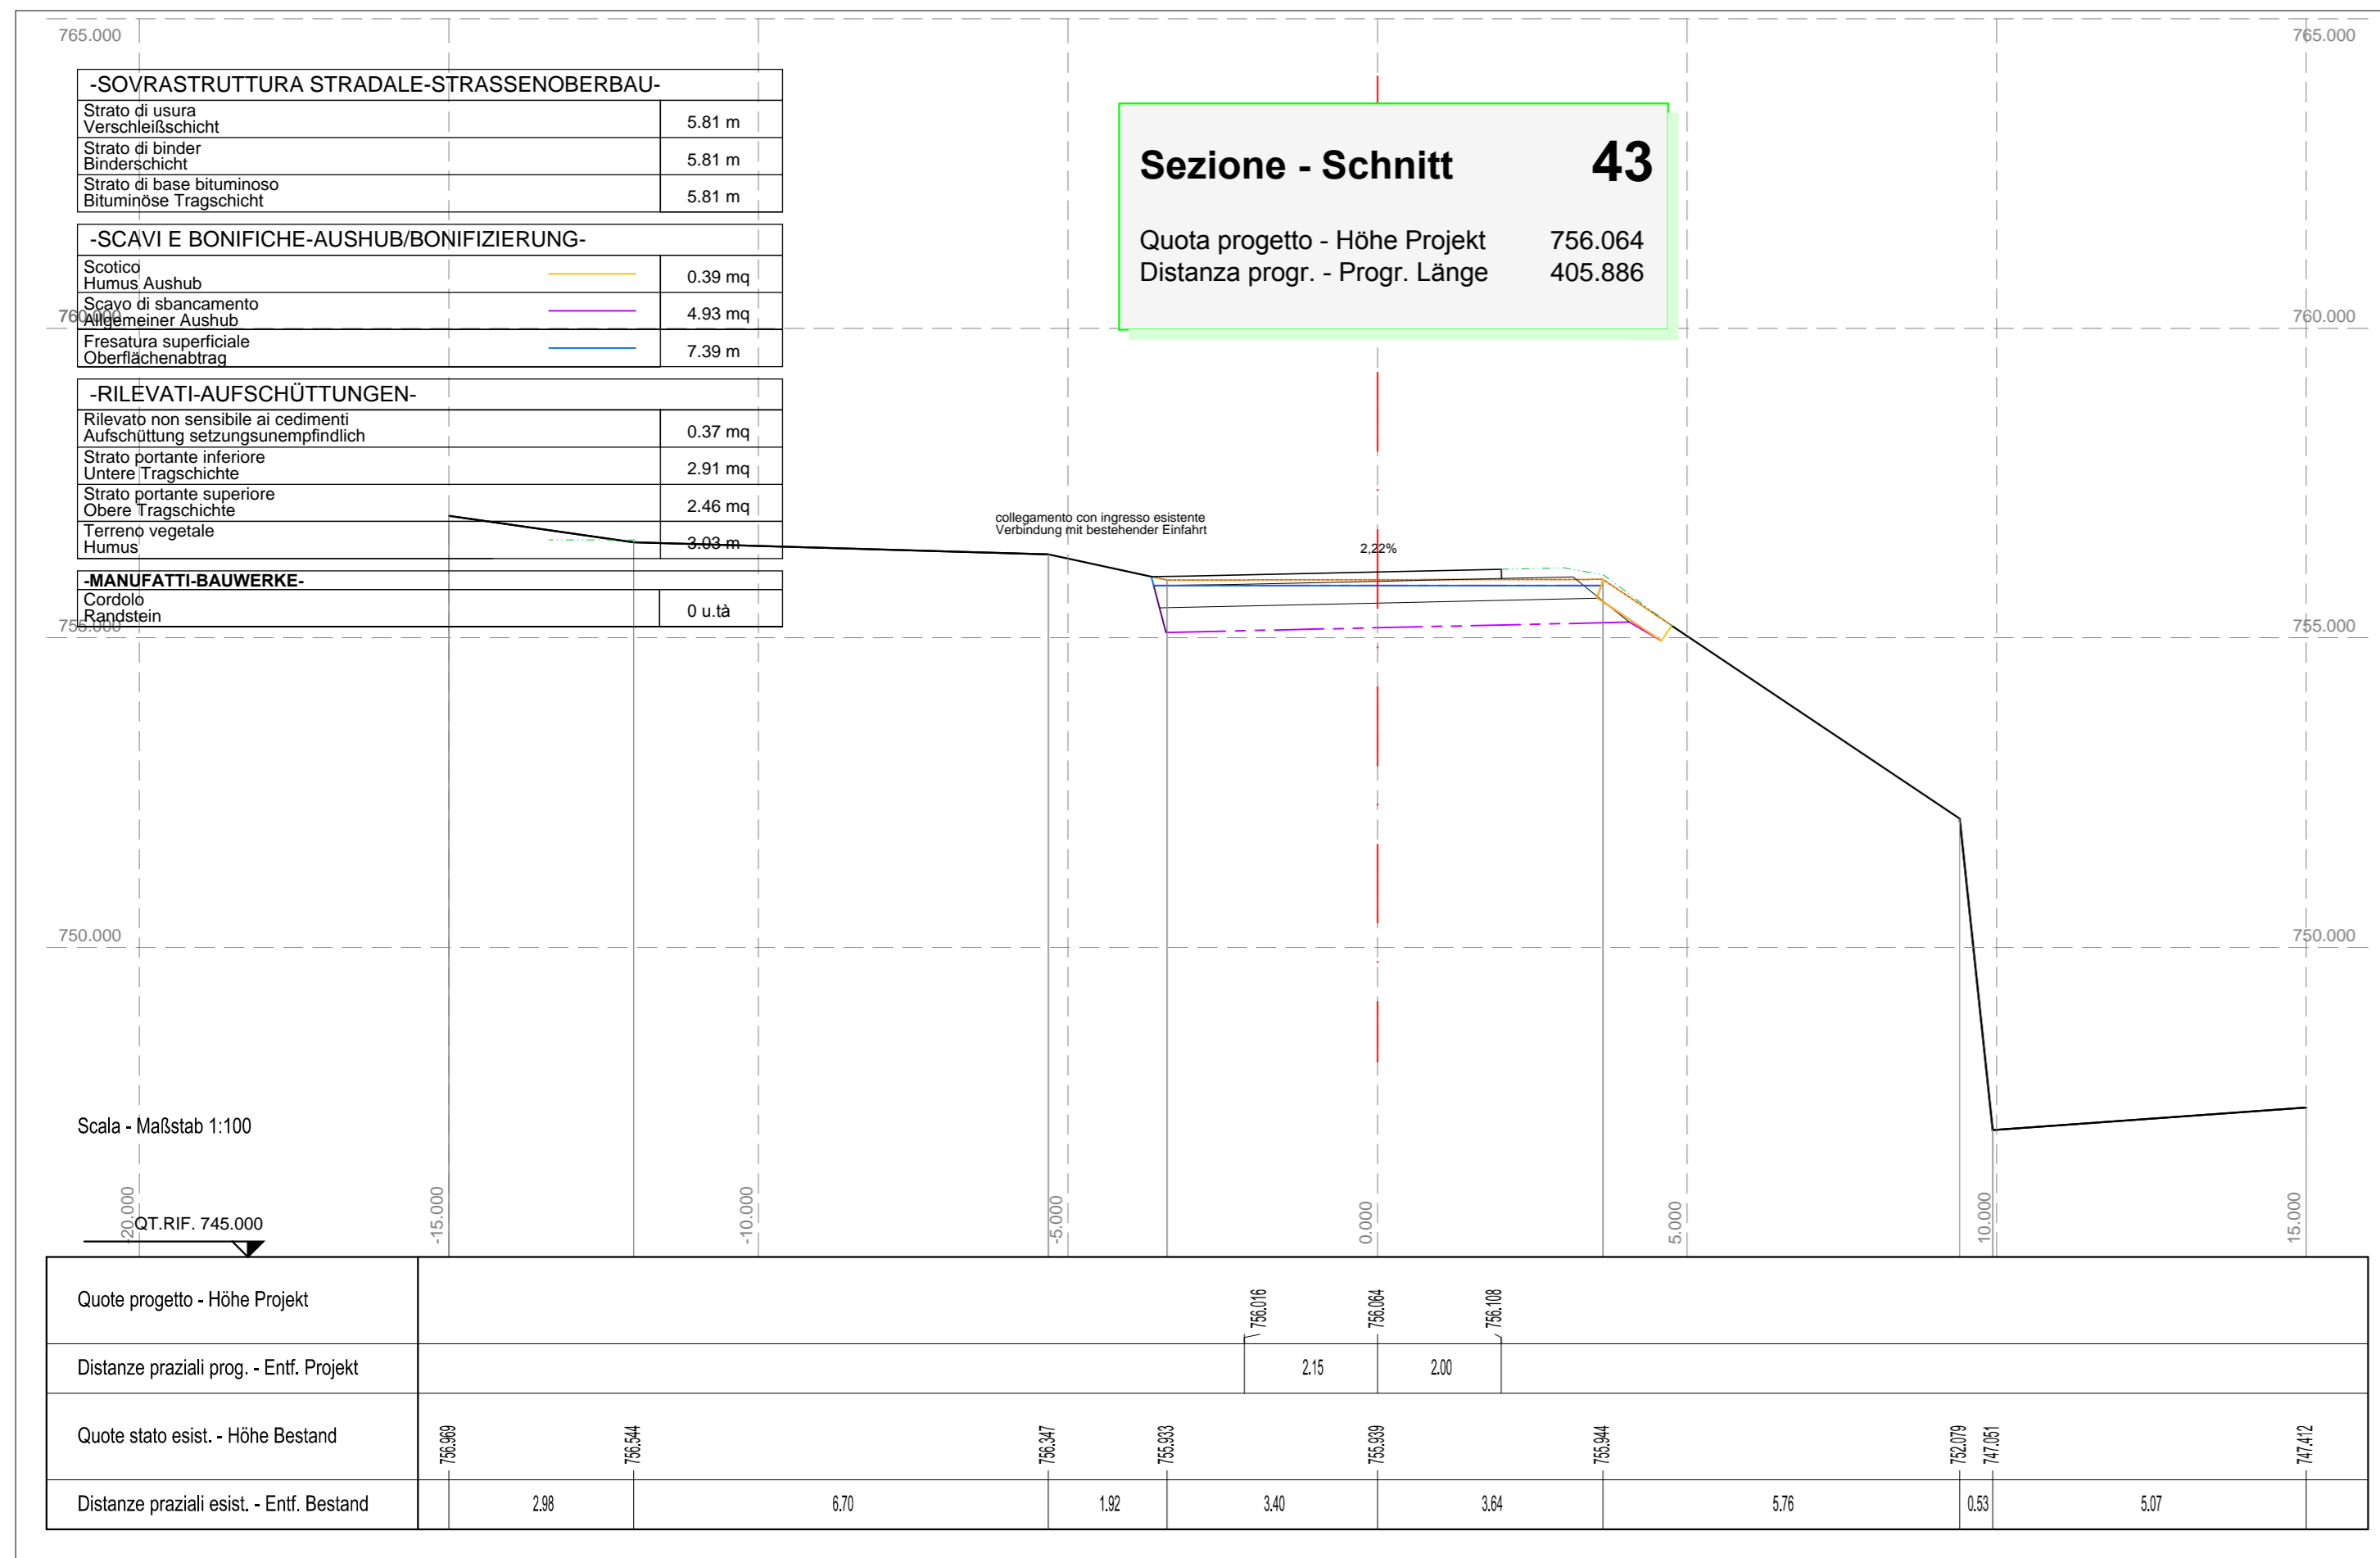 765.000
765.000
-SOVRASTRUTTURA STRADALE-STRASSENOBERBAU-
Strato di usura
Verschleißschicht
5.81 m
Strato di binder
Binderschicht
5.81 m
Strato di base bituminoso
Bituminöse Tragschicht
5.81 m
Sezione - Schnitt 43
Quota progetto - Höhe Projekt 756.064
Distanza progr. - Progr. Länge 405.886
-SCAVI E BONIFICHE-AUSHUB/BONIFIZIERUNG-
Scotico
Humus Aushub
0.39 mq
Scavo di sbancamento
Allgemeiner Aushub
4.93 mq
760.000
760.000
Fresatura superficiale
Oberflächenabtrag
7.39 m
-RILEVATI-AUFSCHÜTTUNGEN-
Rilevato non sensibile ai cedimenti
Aufschüttung setzungsunempfindlich
0.37 mq
Strato portante inferiore
Untere Tragschichte
2.91 mq
Strato portante superiore
Obere Tragschichte
2.46 mq
Terreno vegetale
Humus
3.03 m
collegamento con ingresso esistente
Verbindung mit bestehender Einfahrt
2,22%
-MANUFATTI-BAUWERKE-
Cordolo
Randstein
0 u.tà
755.000
755.000
750.000
750.000
Scala - Maßstab 1:100
-20.000 -15.000 -10.000 -5.000 0.000 5.000 10.000 15.000
QT.RIF. 745.000
Quote progetto - Höhe Projekt 756.016 756.064 756.108
Distanze praziali prog. - Entf. Projekt 2.15 2.00
Quote stato esist. - Höhe Bestand 756.969 756.544 756.347 755.933 755.939 755.944 752.079 747.051 747.412
Distanze praziali esist. - Entf. Bestand 2.98 6.70 1.92 3.40 3.64 5.76 0.53 5.07